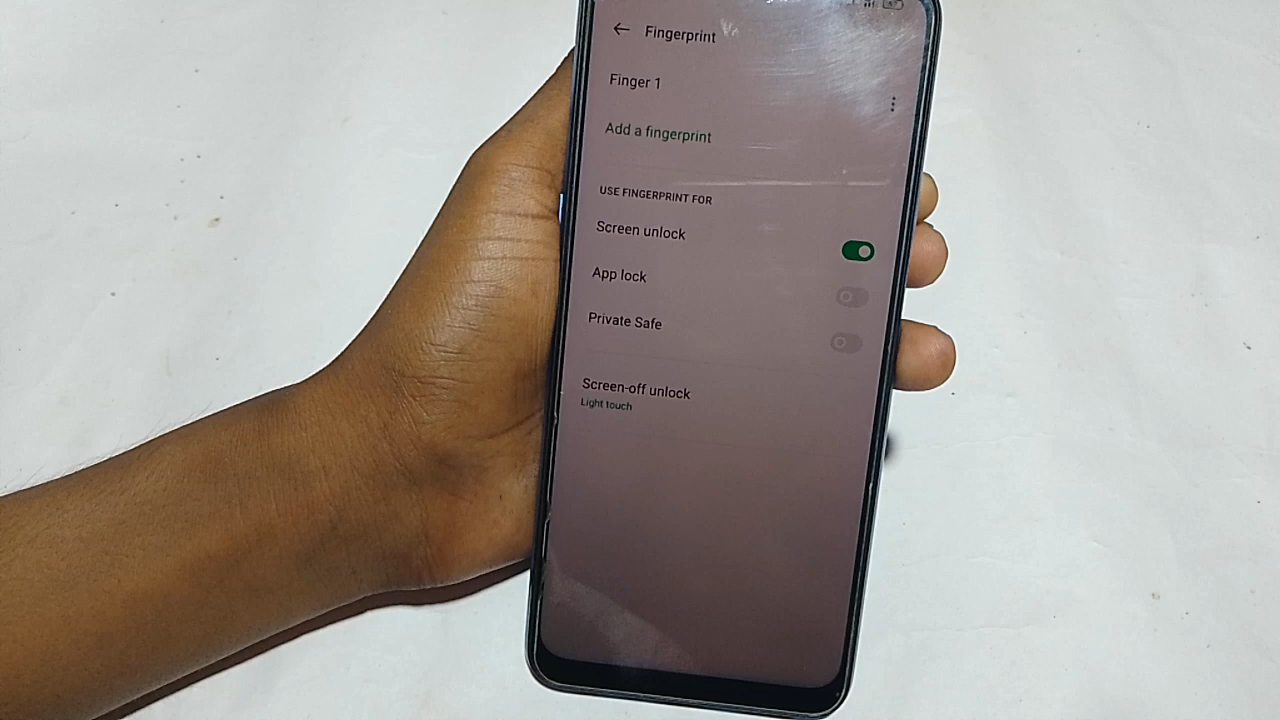 Fingerprint
Finger 1
Add a fingerprint
USE FINGERPRINT FOR
Screen unlock
App lock
Private Safe
Screen-off unlock
Light touch